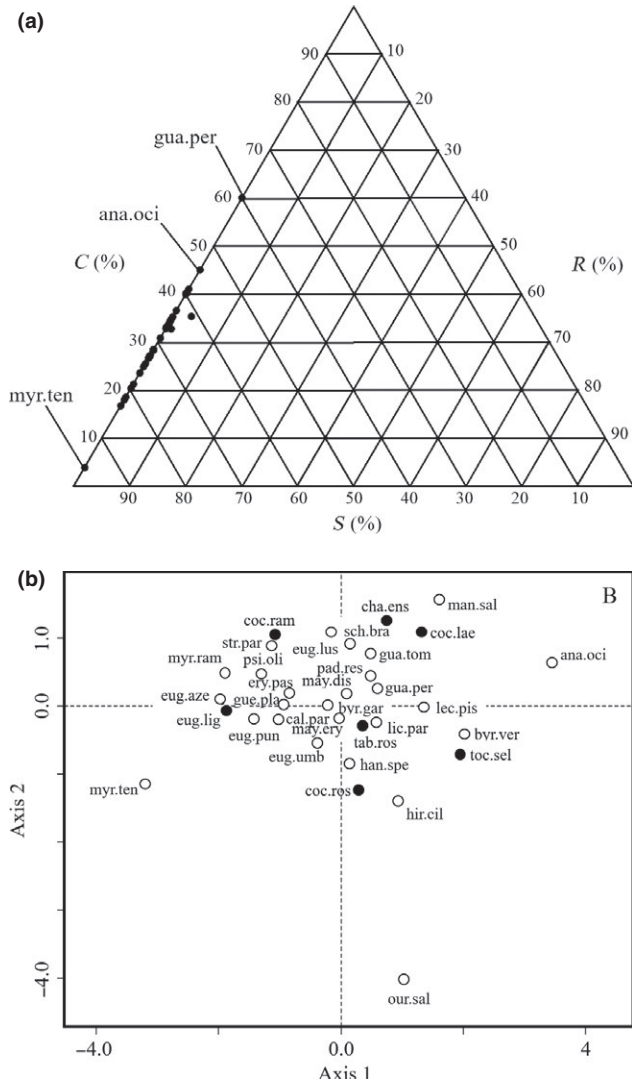 (a)
90 10
80 20
70 30
gua.per
60 40
ana.oci
50 50
C (%) R (%)
40 60
30 70
myr.ten
20 80
10 90
90 80 70 60 50 40 30 20 10
S (%)
(b)
B
man.sal
cha.ens
coc.ram coc.lae
1.0 sch.bra
str.par eug.lus
gua.tom ana.oci
psi.oli
myr.ram pad.res
ery.pas may.dis
gua.per
eug.aze gue.pla
0.0 byr.gar lec.pis
eug.lig cal.par lic.par
may.ery byr.ver
eug.pun tab.ros
eug.umb toc.sel
han.spe
myr.ten coc.ros
hir.cil
Axis 2
-4.0
our.sal
-4.0 0.0 4
Axis 1